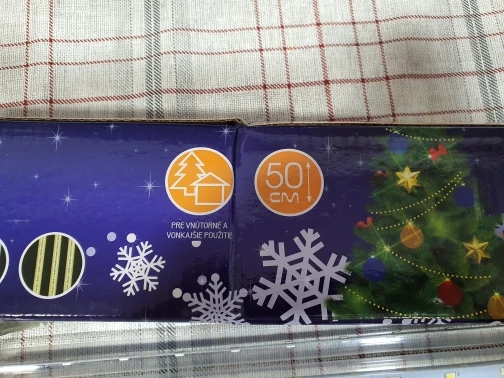 PRE VNÚTORNÉ A
VONKAJŠIE POUŽITIE
50
CM